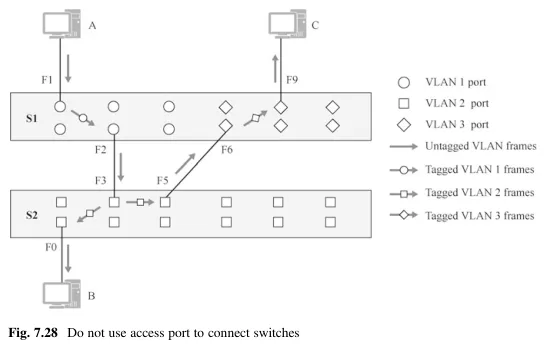 A
C
F1
F9
S1
F2
F6
F3
F5
S2
F0
B
VLAN 1 port
VLAN 2 port
VLAN 3 port
Untagged VLAN frames
Tagged VLAN 1 frames
Tagged VLAN 2 frames
Tagged VLAN 3 frames
Fig. 7.28 Do not use access port to connect switches